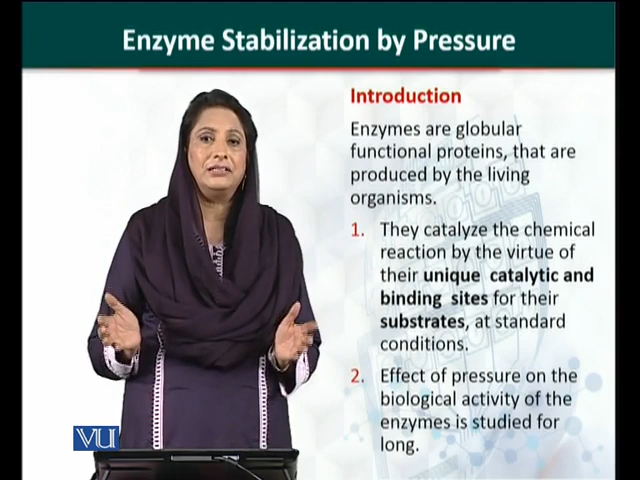 Enzyme Stabilization by Pressure
Introduction
Enzymes are globular
functional proteins, that are
produced by the living
organisms.
1. They catalyze the chemical
reaction by the virtue of
their unique catalytic and
binding sites for their
substrates, at standard
conditions.
2. Effect of pressure on the
biological activity of the
enzymes is studied for
long.
VU